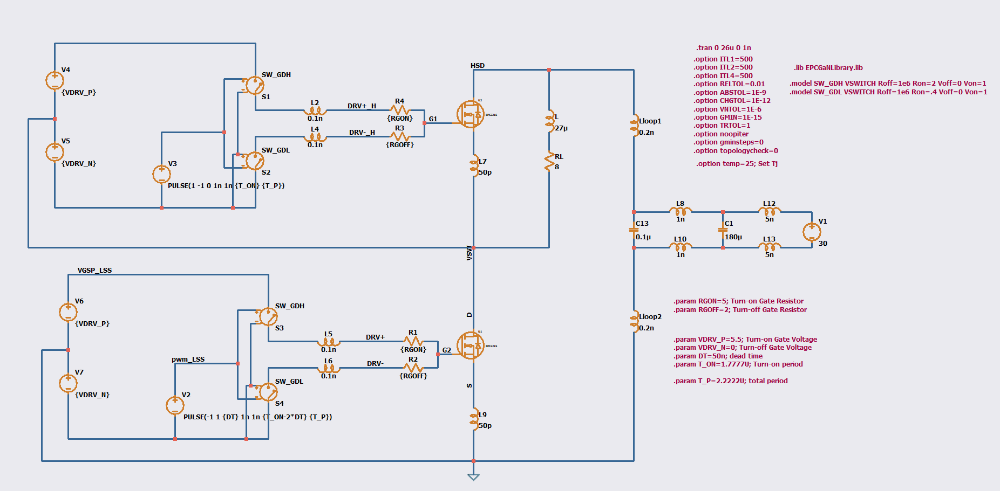 V4
{VDRV_P}
V5
{VDRV_N}
V3
PULSE(1 -1 0 1n 1n {T_ON} {T_P})
SW_GDH
S1
SW_GDL
S2
L2
0.1n
L4
0.1n
DRV+_H
DRV-_H
R4
{RGON}
R3
{RGOFF}
G1
HSD
U2
EPC2215
L7
50p
L
27µ
RL
8
Lloop1
0.2n
.tran 0 26u 0 1n
.option ITL1=500
.option ITL2=500
.option ITL4=500
.option RELTOL=0.01
.option ABSTOL=1E-9
.option CHGTOL=1E-12
.option VNTOL=1E-6
.option GMIN=1E-15
.option TRTOL=1
.option noopiter
.option gminsteps=0
.option topologycheck=0
.option temp=25; Set Tj
.lib EPCGaNLibrary.lib
.model SW_GDH VSWITCH Roff=1e6 Ron=2 Voff=0 Von=1
.model SW_GDL VSWITCH Roff=1e6 Ron=.4 Voff=0 Von=1
L8
1n
L12
5n
C13
0.1µ
C1
180µ
V1
30
L10
1n
L13
5n
VSW
VGSP_LSS
V6
{VDRV_P}
V7
{VDRV_N}
pwm_LSS
V2
PULSE(-1 1 {DT} 1n 1n {T_ON-2*DT} {T_P})
SW_GDH
S3
SW_GDL
S4
L5
0.1n
L6
0.1n
DRV+
DRV-
R1
{RGON}
R2
{RGOFF}
G2
D
U1
EPC2215
S
L9
50p
Lloop2
0.2n
.param RGON=5; Turn-on Gate Resistor
.param RGOFF=2; Turn-off Gate Resistor
.param VDRV_P=5.5; Turn-on Gate Voltage
.param VDRV_N=0; Turn-off Gate Voltage
.param DT=50n; dead time
.param T_ON=1.7777U; Turn-on period
.param T_P=2.2222U; total period